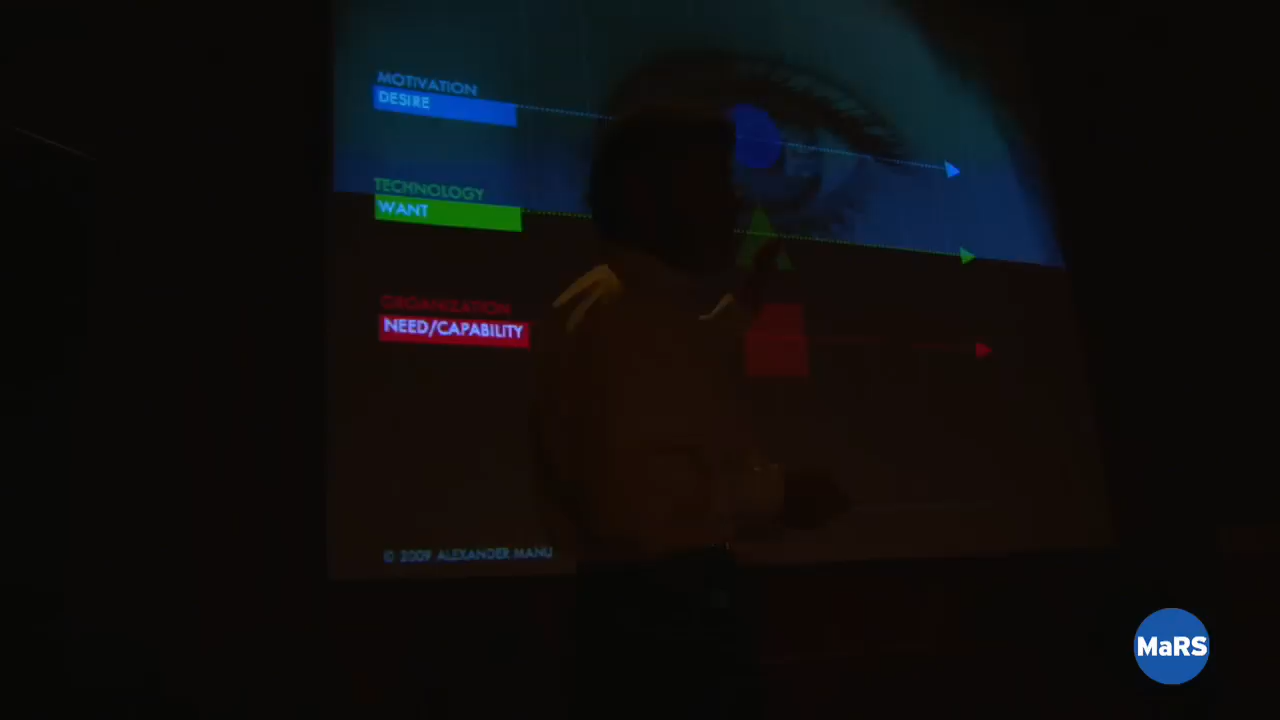 MOTIVATION
DESIRE
TECHNOLOGY
WANT
ORGANIZATION
NEED/CAPABILITY
© 2009 ALEXANDER MANU
MaRS